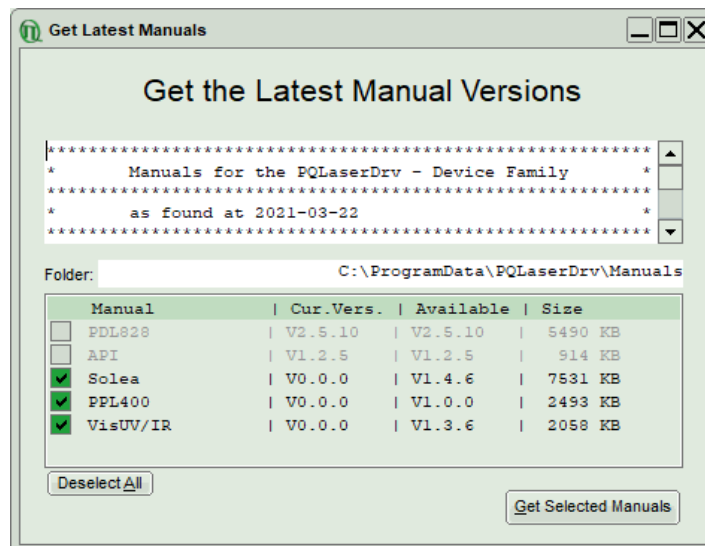 Get Latest Manuals
Get the Latest Manual Versions
***********************************************************
* Manuals for the PQLaserDrv - Device Family *
***********************************************************
* as found at 2021-03-22 *
***********************************************************
Folder: C:\ProgramData\PQLaserDrv\Manuals
Manual | Cur.Vers. | Available | Size
PDL828 | V2.5.10 | V2.5.10 | 5490 KB
API | V1.2.5 | V1.2.5 | 914 KB
Solea | V0.0.0 | V1.4.6 | 7531 KB
PPL400 | V0.0.0 | V1.0.0 | 2493 KB
VisUV/IR | V0.0.0 | V1.3.6 | 2058 KB
Deselect All
Get Selected Manuals